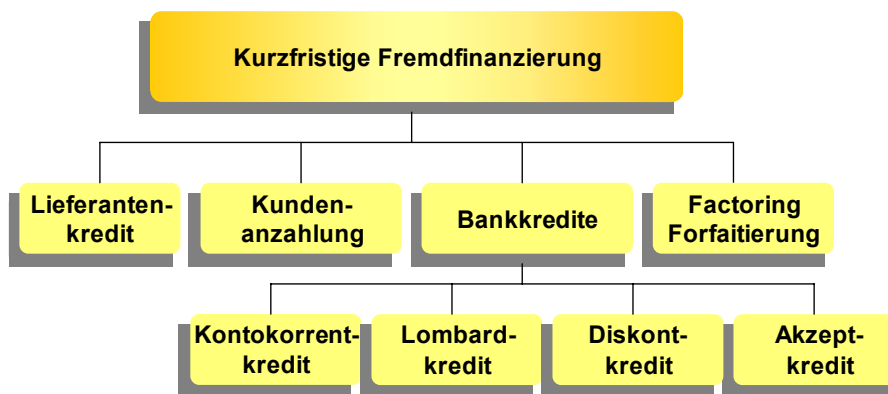 Kurzfristige Fremdfinanzierung
Lieferanten-
kredit
Kunden-
anzahlung
Bankkredite
Factoring
Forfaitierung
Kontokorrent-
kredit
Lombard-
kredit
Diskont-
kredit
Akzept-
kredit